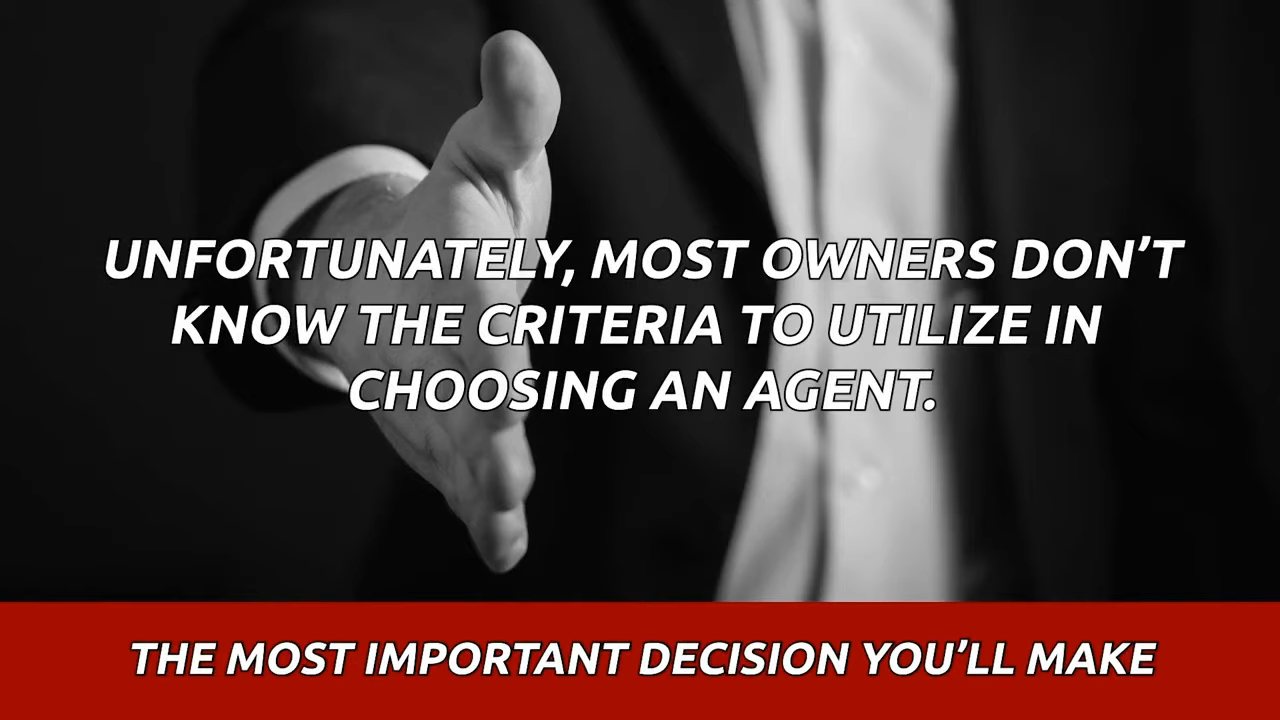 UNFORTUNATELY, MOST OWNERS DON’T
KNOW THE CRITERIA TO UTILIZE IN
CHOOSING AN AGENT.
THE MOST IMPORTANT DECISION YOU’LL MAKE